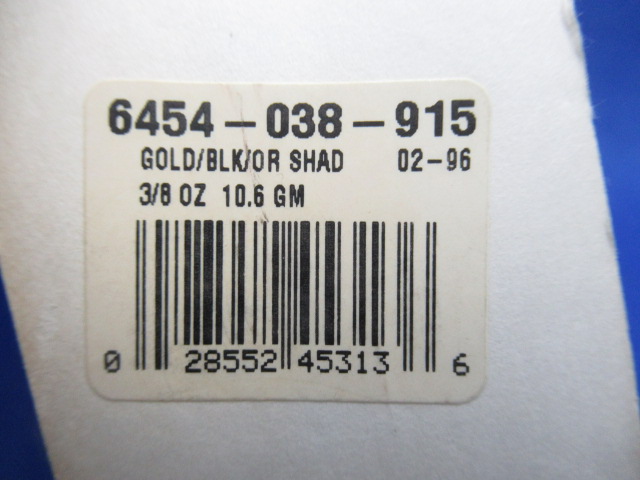 6454-038-915
GOLD/BLK/OR SHAD 02-96
3/8 OZ 10.6 GM
0 28552 45313 6